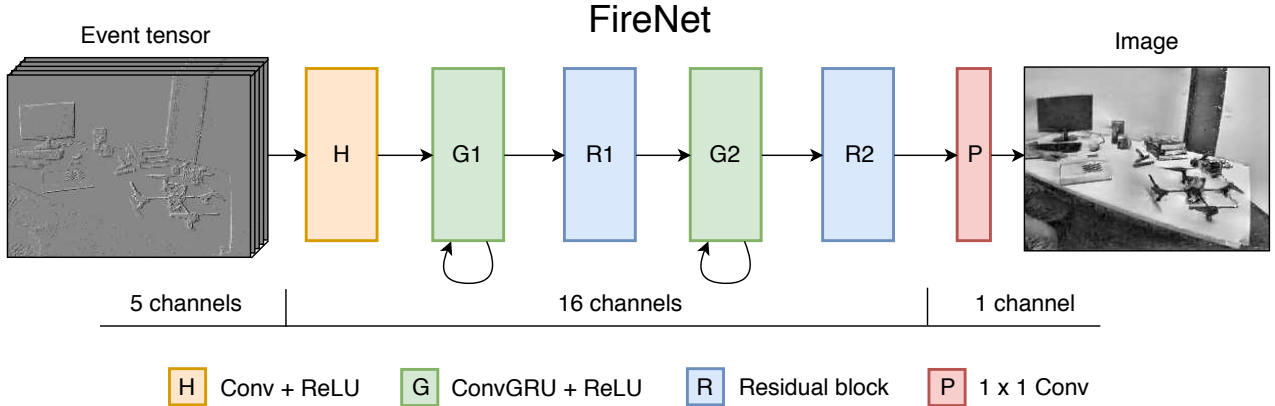 FireNet
Event tensor
Image
H
G1
R1
G2
R2
P
5 channels
16 channels
1 channel
H Conv + ReLU
G ConvGRU + ReLU
R Residual block
P 1 x 1 Conv